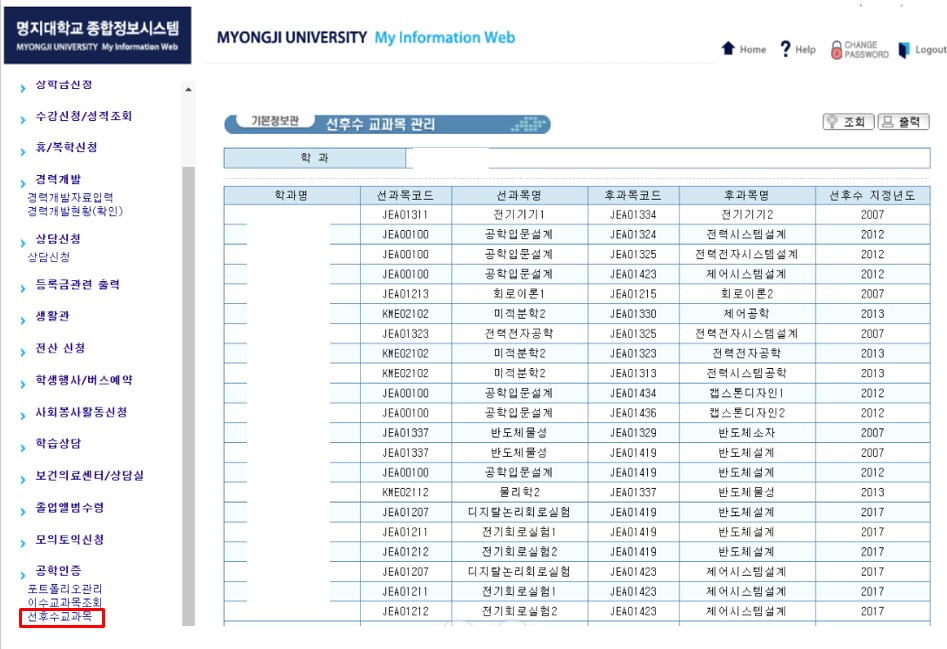 명지대학교 종합정보시스템
MYONGJI UNIVERSITY My Information Web
MYONGJI UNIVERSITY My Information Web
Home Help CHANGE PASSWORD Logout
장학금신청
수강신청/성적조회
휴/복학신청
경력개발
경력개발자료입력
경력개발현황(확인)
상담신청
상담신청
등록금관련 출력
생활관
전산 신청
학생행사/버스예약
사회봉사활동신청
학습상담
보건의료센터/상담실
졸업앨범수령
모의토익신청
공학인증
포트폴리오관리
이수교과목조회
선후수교과목
기본정보관 선후수 교과목 관리
조회 출력
학 과
학과명 선과목코드 선과목명 후과목코드 후과목명 선후수 지정년도
JEA01311 전기기기1 JEA01334 전기기기2 2007
JEA00100 공학입문설계 JEA01324 전력시스템설계 2012
JEA00100 공학입문설계 JEA01325 전력전자시스템설계 2012
JEA00100 공학입문설계 JEA01423 제어시스템설계 2012
JEA01213 회로이론1 JEA01215 회로이론2 2007
KME02102 미적분학2 JEA01330 제어공학 2013
JEA01323 전력전자공학 JEA01325 전력전자시스템설계 2007
KME02102 미적분학2 JEA01323 전력전자공학 2013
KME02102 미적분학2 JEA01313 전력시스템공학 2013
JEA00100 공학입문설계 JEA01434 캡스톤디자인1 2012
JEA00100 공학입문설계 JEA01436 캡스톤디자인2 2012
JEA01337 반도체물성 JEA01329 반도체소자 2007
JEA01337 반도체물성 JEA01419 반도체설계 2007
JEA00100 공학입문설계 JEA01419 반도체설계 2012
KME02112 물리학2 JEA01337 반도체물성 2013
JEA01207 디지탈논리회로실험 JEA01419 반도체설계 2017
JEA01211 전기회로실험1 JEA01419 반도체설계 2017
JEA01212 전기회로실험2 JEA01419 반도체설계 2017
JEA01207 디지탈논리회로실험 JEA01423 제어시스템설계 2017
JEA01211 전기회로실험1 JEA01423 제어시스템설계 2017
JEA01212 전기회로실험2 JEA01423 제어시스템설계 2017